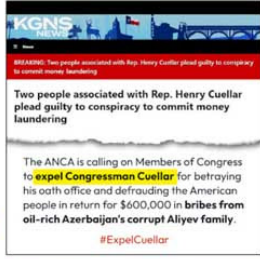 KGNS
NEWS
≡ News
BREAKING: Two people associated with Rep. Henry Cuellar plead guilty to conspiracy
to commit money laundering
Two people associated with Rep. Henry Cuellar
plead guilty to conspiracy to commit money
laundering
The ANCA is calling on Members of Congress
to expel Congressman Cuellar for betraying
his oath office and defrauding the American
people in return for $600,000 in bribes from
oil-rich Azerbaijan's corrupt Aliyev family.
#ExpelCuellar